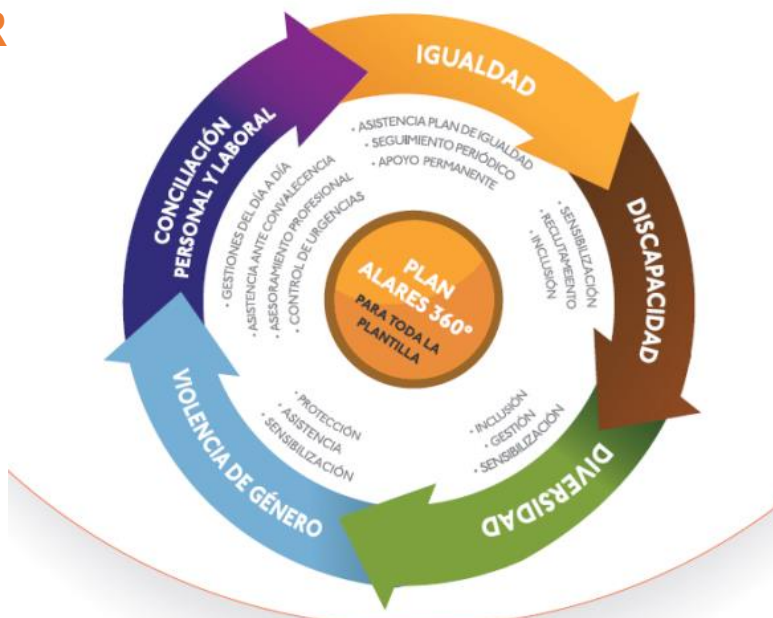 R
IGUALDAD
· ASISTENCIA PLAN DE IGUALDAD
· SEGUIMIENTO PERIÓDICO
· APOYO PERMANENTE
DISCAPACIDAD
· SENSIBILIZACIÓN
· RECLUTAMIENTO
· INCLUSIÓN
DIVERSIDAD
· INCLUSIÓN
· GESTIÓN
· SENSIBILIZACIÓN
VIOLENCIA DE GÉNERO
· PROTECCIÓN
· ASISTENCIA
· SENSIBILIZACIÓN
CONCILIACIÓN
PERSONAL Y LABORAL
· GESTIONES DEL DÍA A DÍA
· ASISTENCIA ANTE CONVALECENCIA
· ASESORAMIENTO PROFESIONAL
· CONTROL DE URGENCIAS
PLAN
ALARES 360º
PARA TODA LA
PLANTILLA